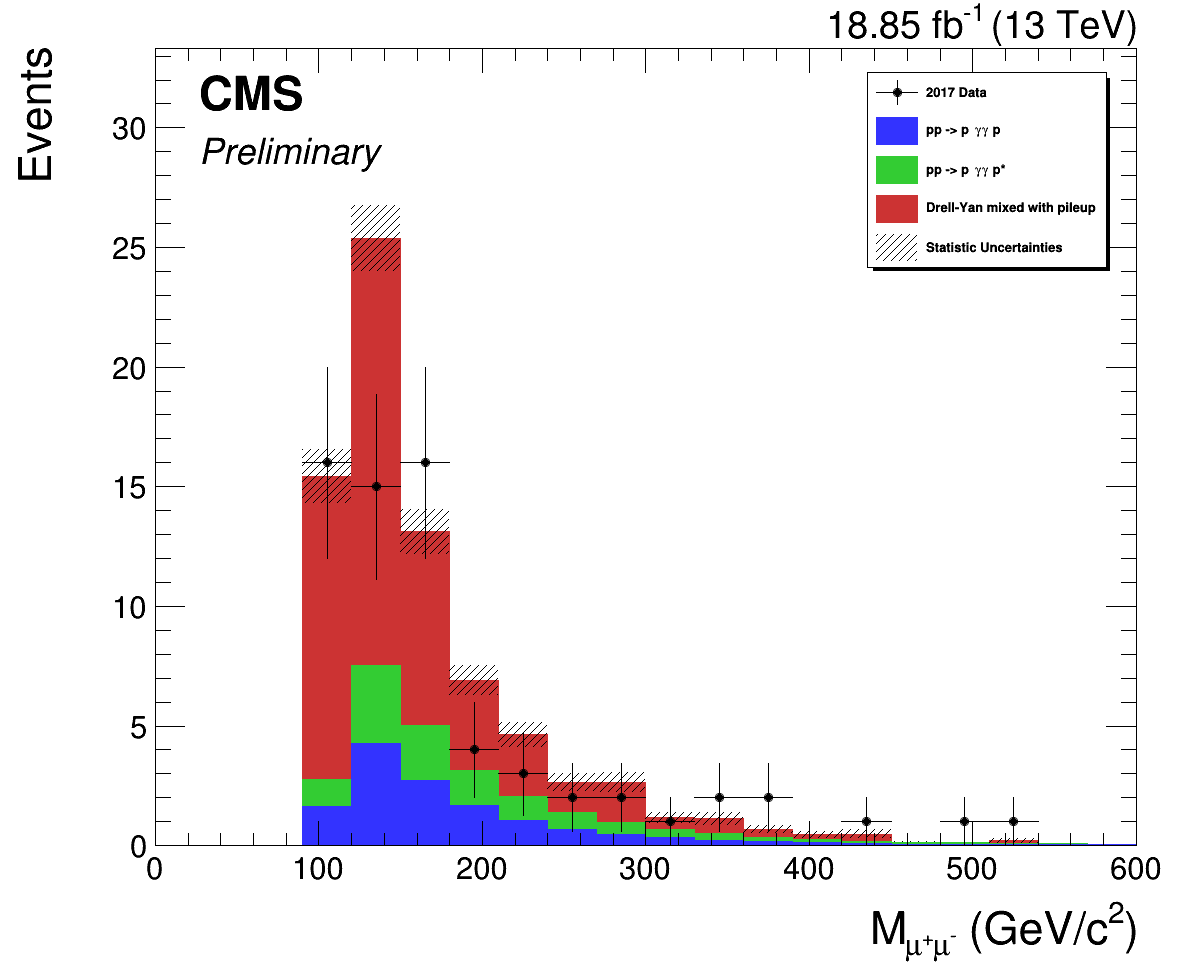 18.85 fb⁻¹ (13 TeV)
Events
CMS
Preliminary
2017 Data
pp -> p γγ p
pp -> p γγ p*
Drell-Yan mixed with pileup
Statistic Uncertainties
30
25
20
15
10
5
0
0 100 200 300 400 500 600
M_μ⁺μ⁻ (GeV/c²)